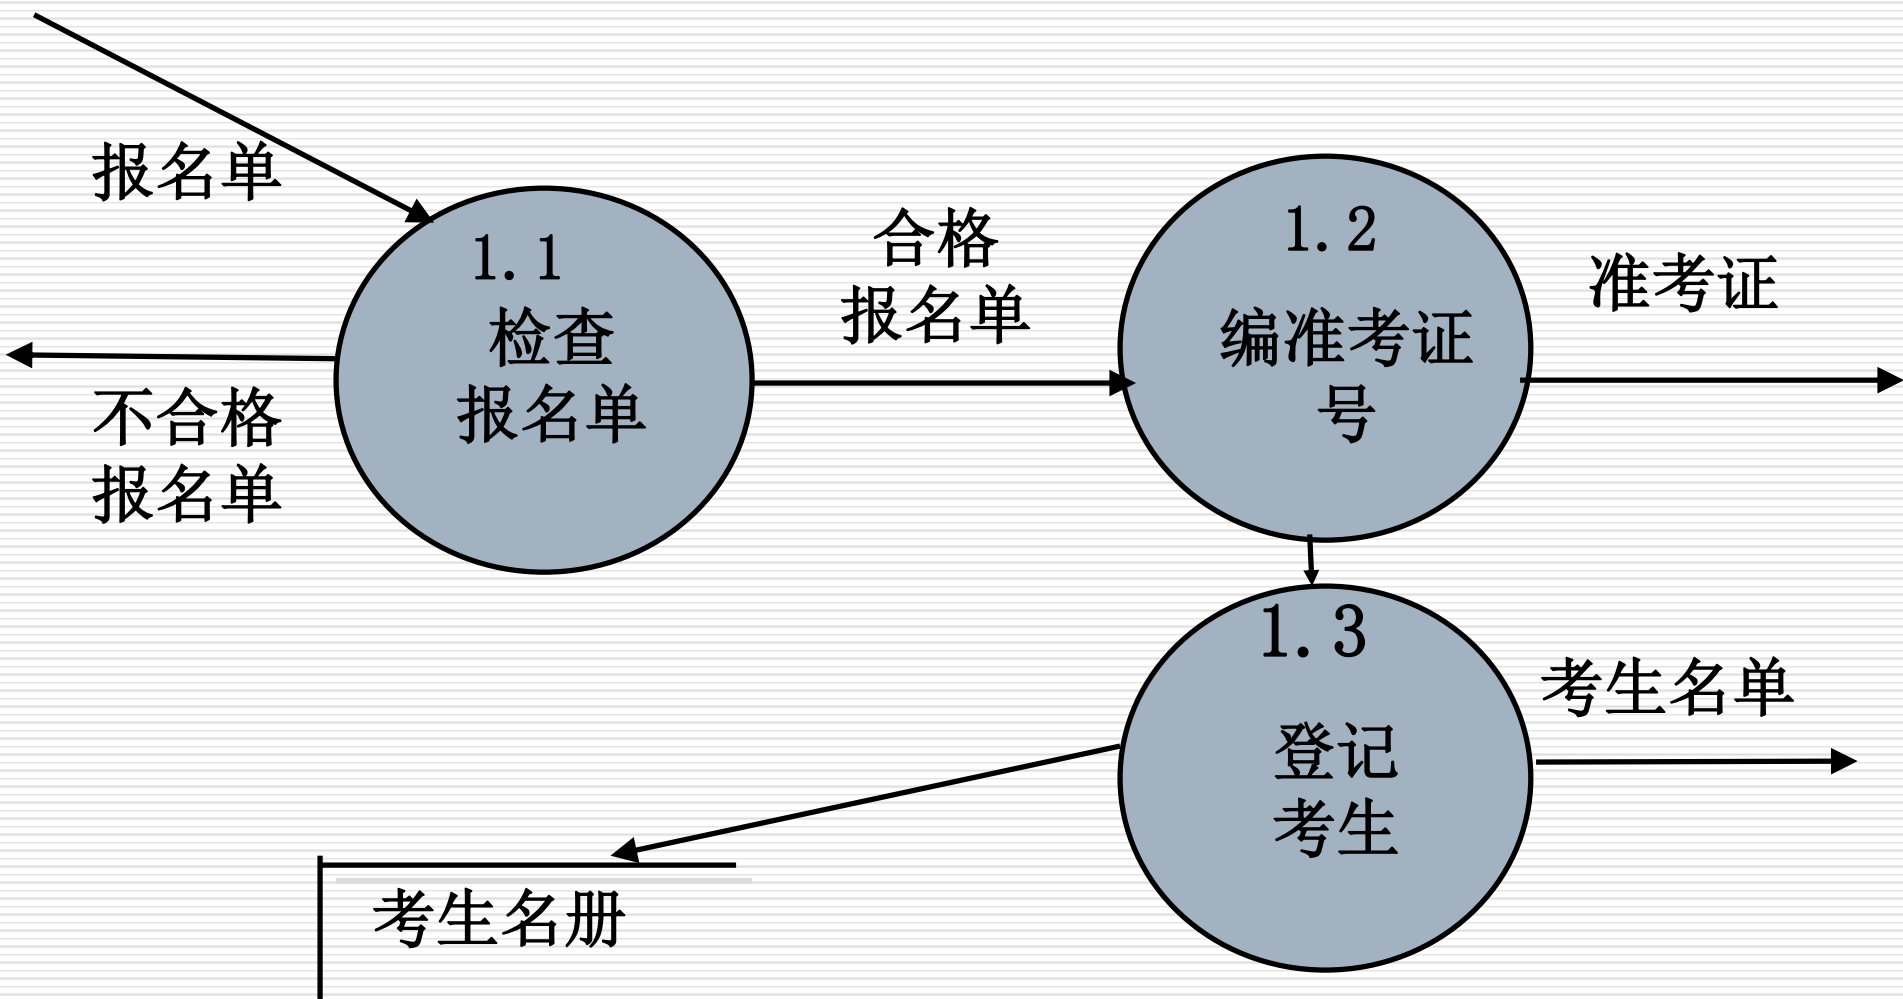 报名单
1.1
检查
报名单
不合格
报名单
合格
报名单
1.2
编准考证
号
准考证
1.3
登记
考生
考生名单
考生名册